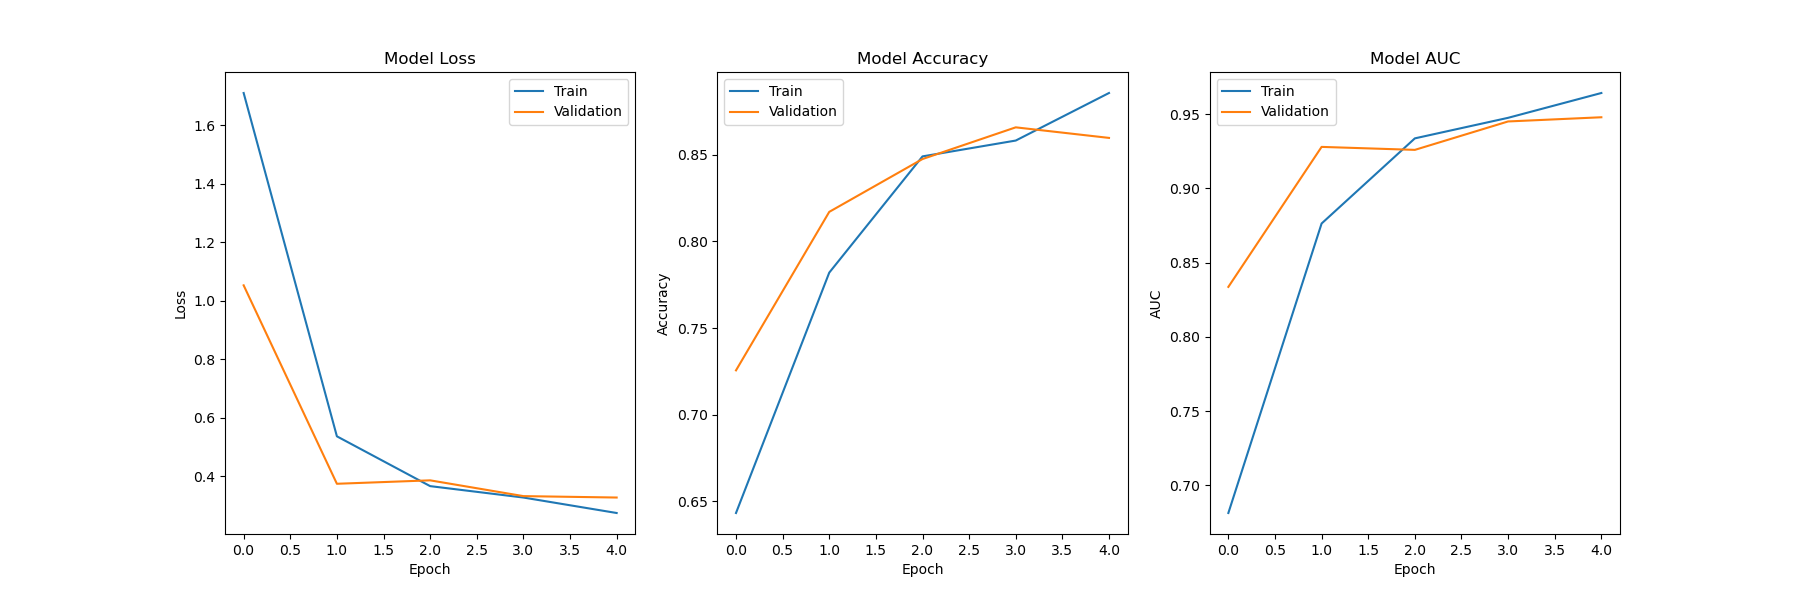 Model Loss
Train
Validation
1.6
1.4
1.2
1.0
0.8
0.6
0.4
Loss
0.0 0.5 1.0 1.5 2.0 2.5 3.0 3.5 4.0
Epoch
Model Accuracy
Train
Validation
0.85
0.80
0.75
0.70
0.65
Accuracy
0.0 0.5 1.0 1.5 2.0 2.5 3.0 3.5 4.0
Epoch
Model AUC
Train
Validation
0.95
0.90
0.85
0.80
0.75
0.70
AUC
0.0 0.5 1.0 1.5 2.0 2.5 3.0 3.5 4.0
Epoch